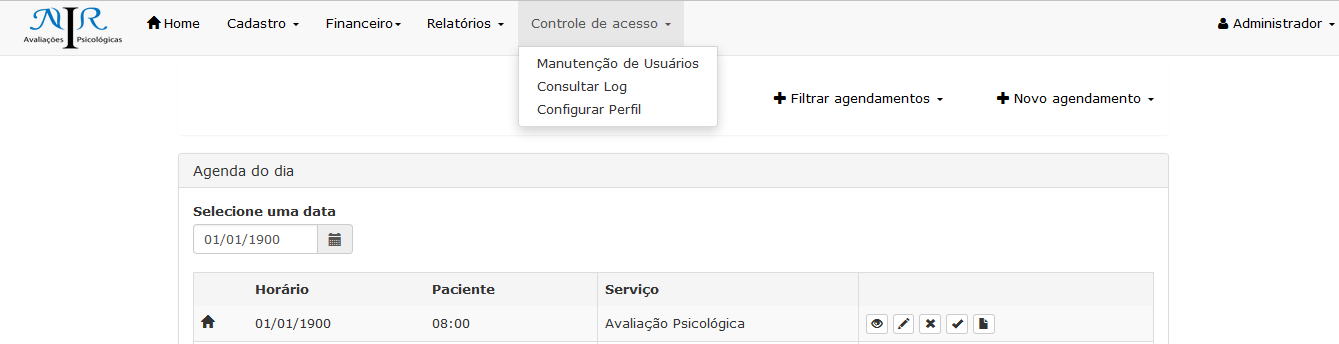 NIR
Avaliações Psicológicas
Home Cadastro Financeiro Relatórios Controle de acesso Administrador
Manutenção de Usuários
Consultar Log
Configurar Perfil
Filtrar agendamentos Novo agendamento
Agenda do dia
Selecione uma data
01/01/1900
Horário Paciente Serviço
01/01/1900 08:00 Avaliação Psicológica